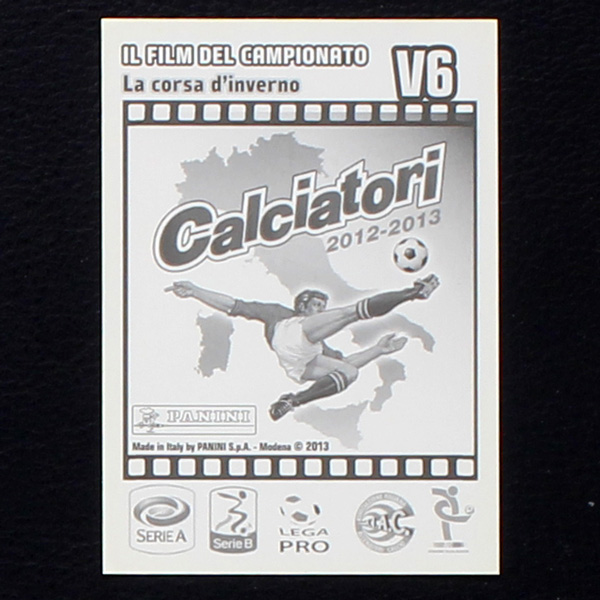 IL FILM DEL CAMPIONATO
La corsa d'inverno
V6
Calciatori
2012-2013
PANINI
Made in Italy by PANINI S.p.A. - Modena © 2013
SERIE A
Serie B
LEGA
PRO